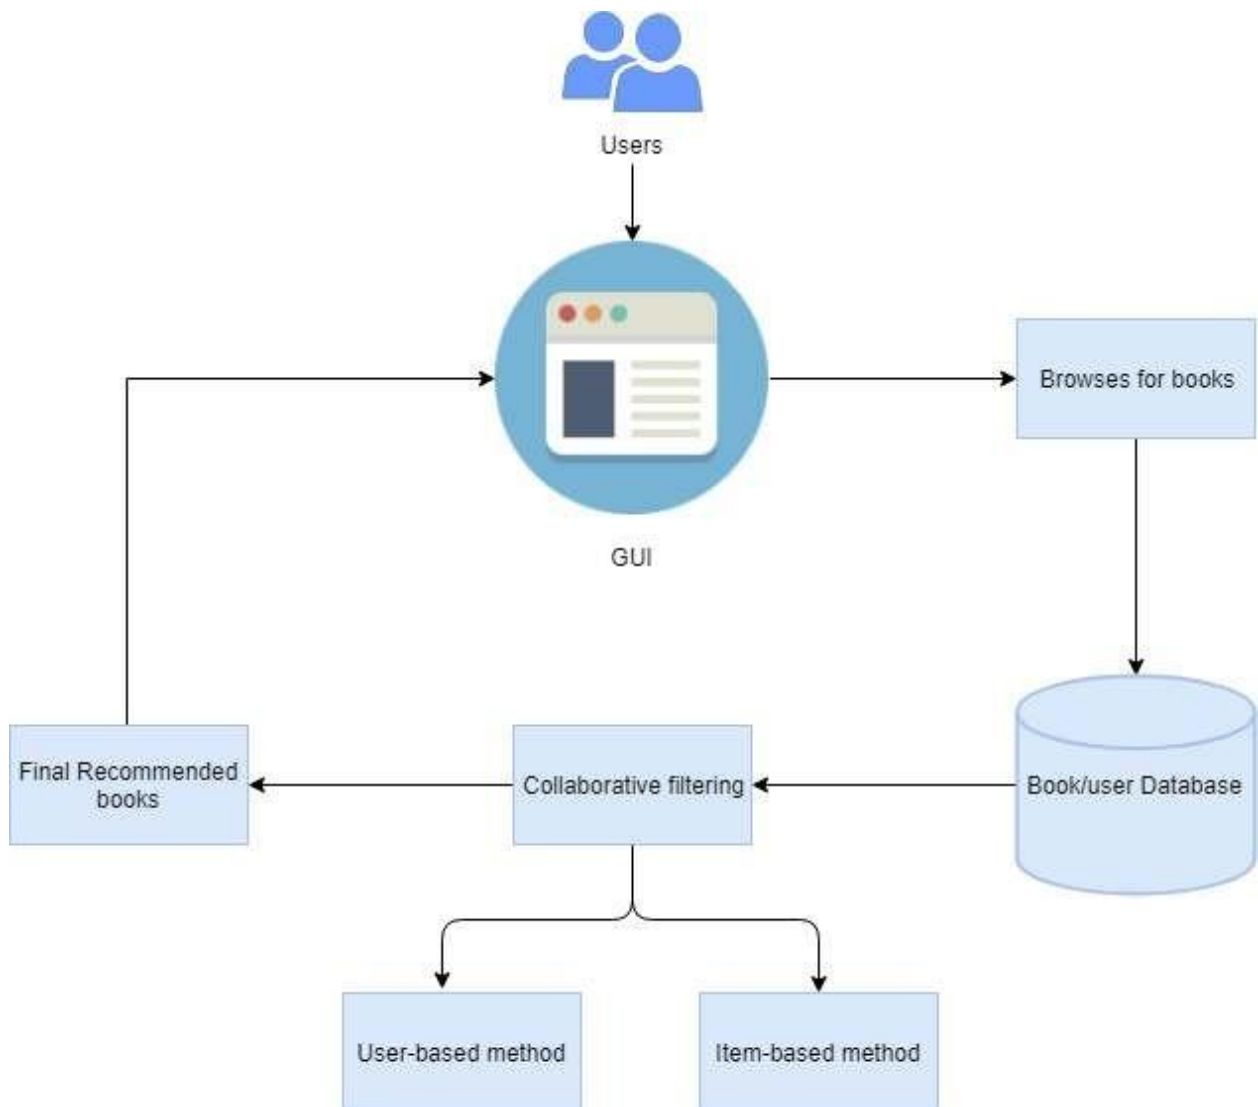 Users
GUI
Browses for books
Book/user Database
Collaborative filtering
Final Recommended
books
User-based method
Item-based method